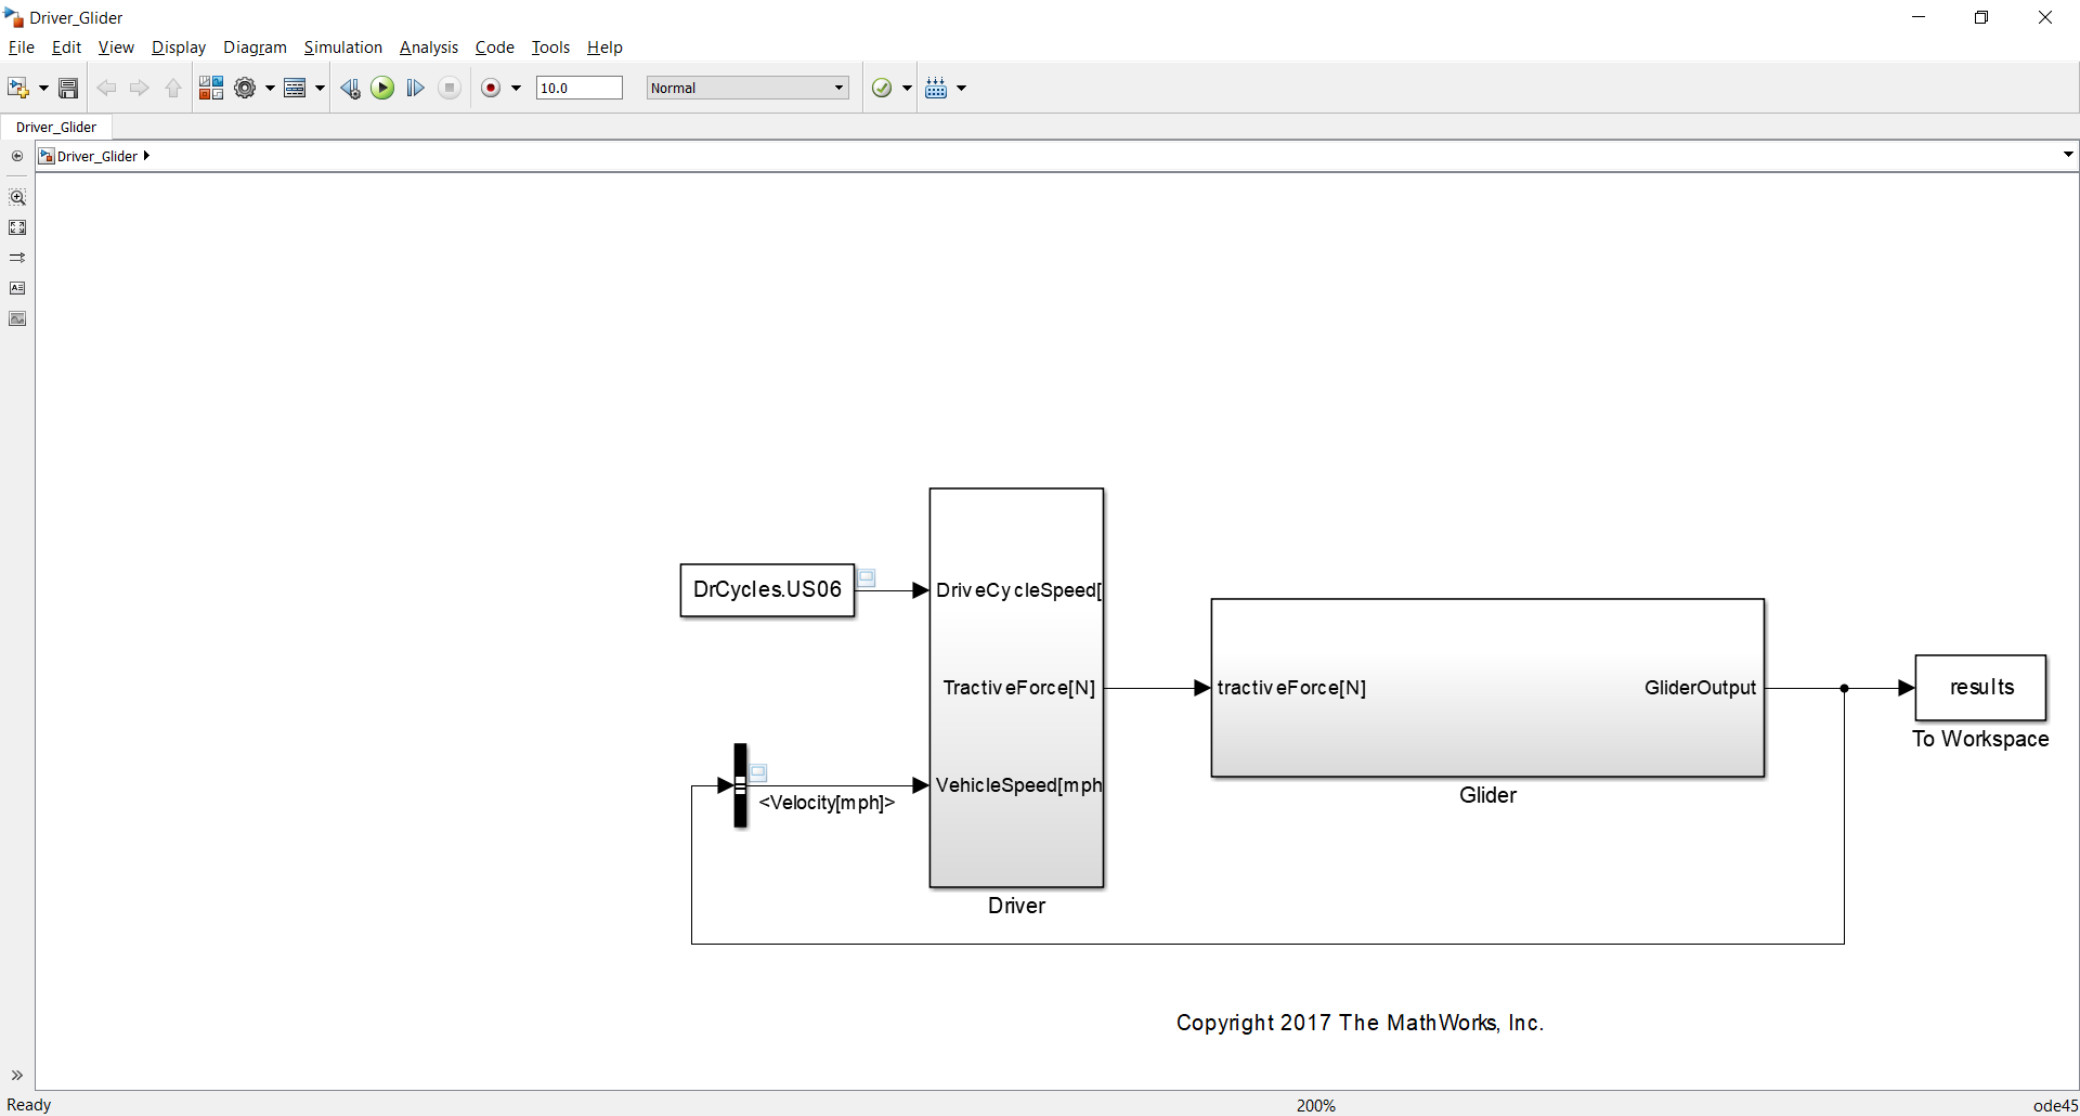 Driver_Glider
File Edit View Display Diagram Simulation Analysis Code Tools Help
10.0 Normal
Driver_Glider
Driver_Glider
DrCycles.US06
DriveCycleSpeed[
TractiveForce[N]
tractiveForce[N]
GliderOutput
results
To Workspace
VehicleSpeed[mph
<Velocity[mph]>
Glider
Driver
Copyright 2017 The MathWorks, Inc.
Ready
200%
ode45